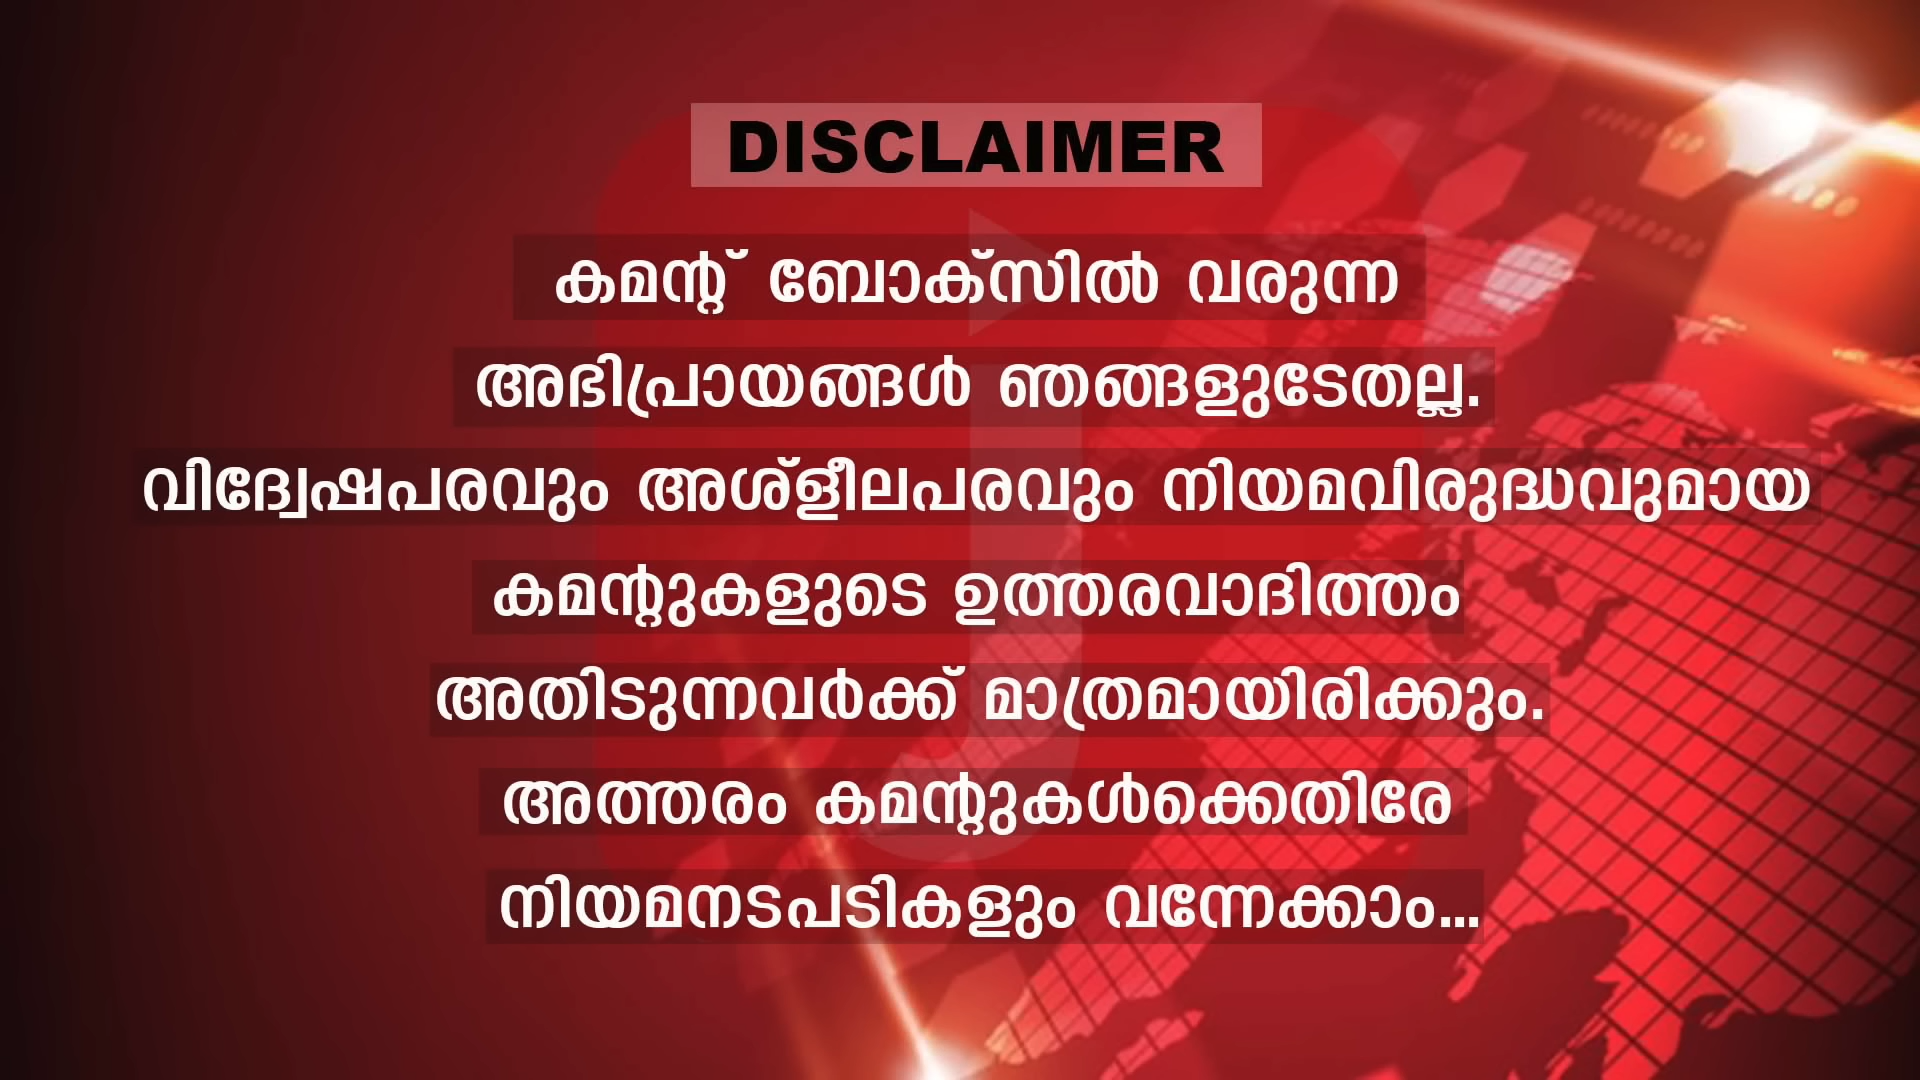 DISCLAIMER
കമന്റ് ബോക്സിൽ വരുന്ന
അഭിപ്രായങ്ങൾ ഞങ്ങളുടേതല്ല.
വിദ്വേഷപരവും അശ്ളീലപരവും നിയമവിരുദ്ധവുമായ
കമന്റുകളുടെ ഉത്തരവാദിത്തം
അതിടുന്നവർക്ക് മാത്രമായിരിക്കും.
അത്തരം കമന്റുകൾക്കെതിരേ
നിയമനടപടികളും വന്നേക്കാം...